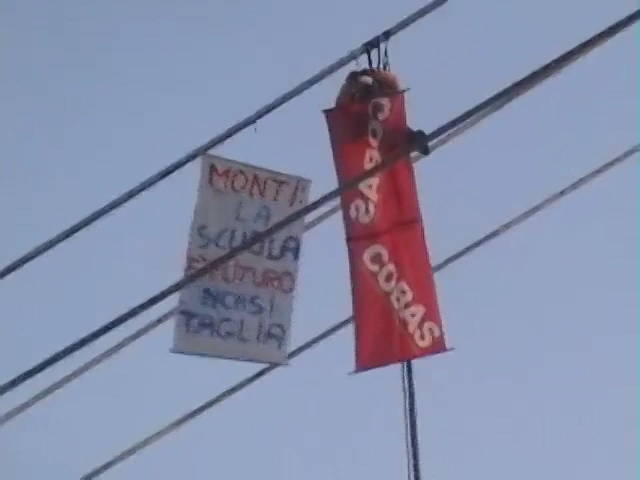 MONTI!
LA
SCUOLA
È FUTURO
NON SI
TAGLIA
COBAS
COBAS